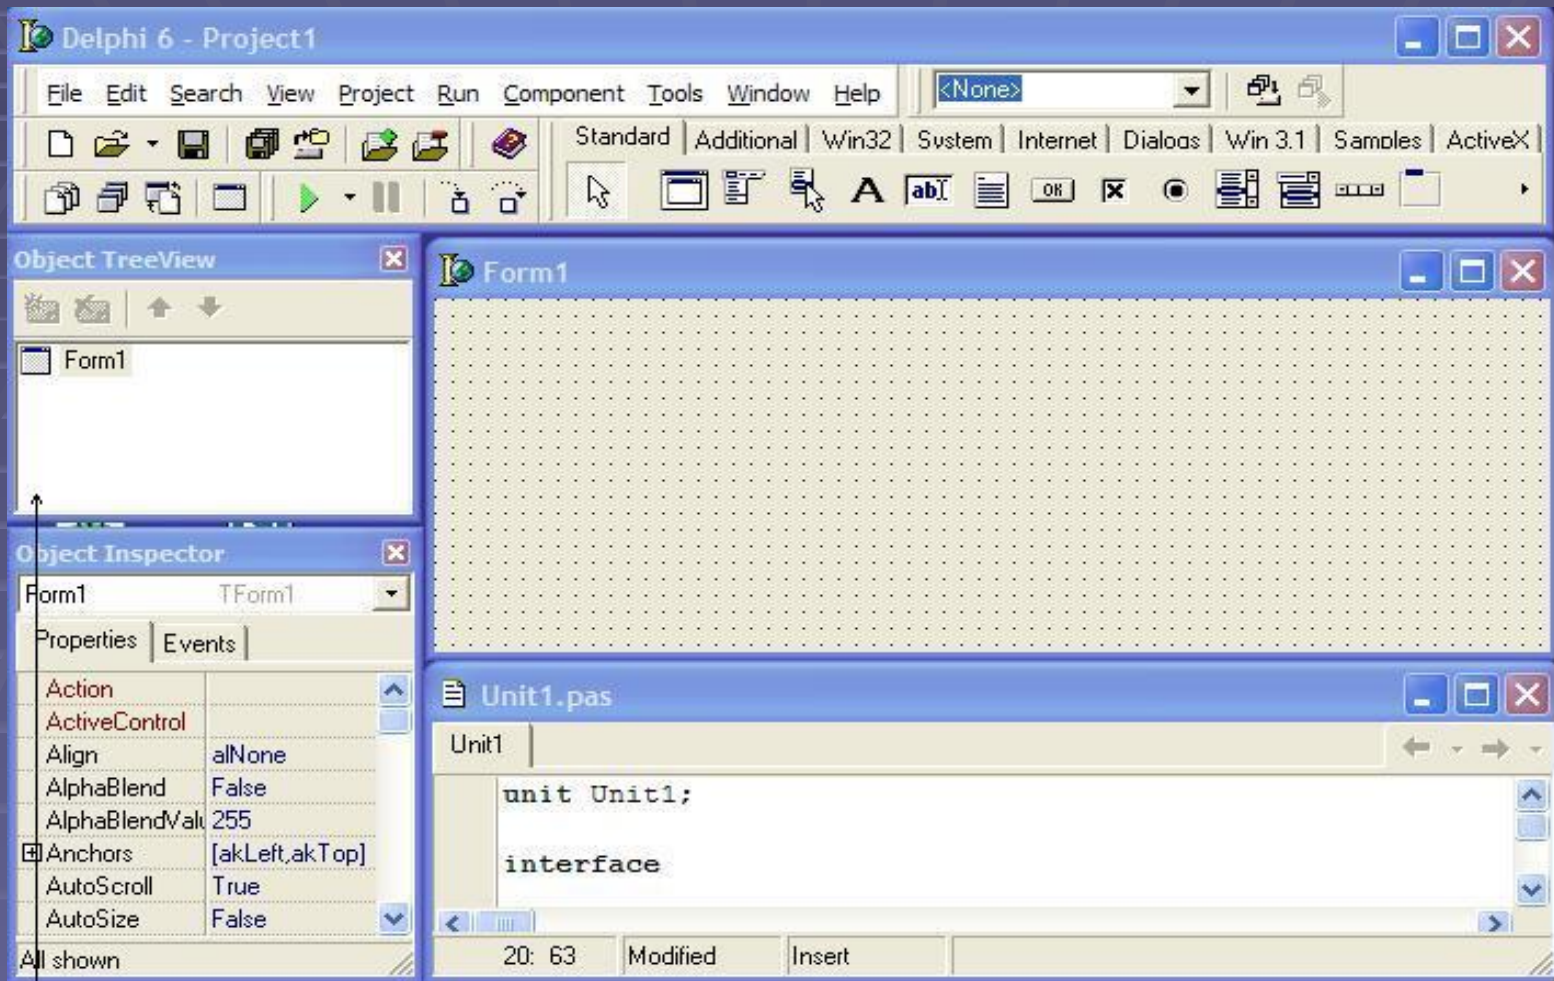 Delphi 6 - Project1
File Edit Search View Project Run Component Tools Window Help
<None>
Standard Additional Win32 System Internet Dialogs Win 3.1 Samples ActiveX
A abI OK
Object TreeView
Form1
Form1
Object Inspector
Form1 TForm1
Properties Events
Action
ActiveControl
Align alNone
AlphaBlend False
AlphaBlendValu 255
Anchors [akLeft,akTop]
AutoScroll True
AutoSize False
All shown
Unit1.pas
Unit1
unit Unit1;
interface
20: 63 Modified Insert